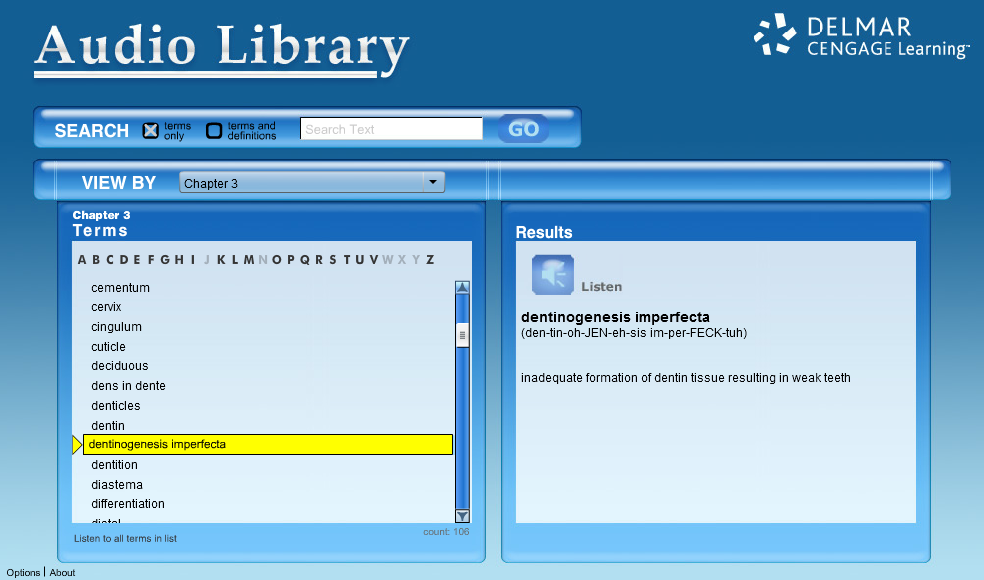 Audio Library
DELMAR
CENGAGE Learning™
SEARCH
terms only
terms and definitions
Search Text
GO
VIEW BY
Chapter 3
Chapter 3
Terms
A B C D E F G H I J K L M N O P Q R S T U V W X Y Z
cementum
cervix
cingulum
cuticle
deciduous
dens in dente
denticles
dentin
dentinogenesis imperfecta
dentition
diastema
differentiation
count: 106
Listen to all terms in list
Results
Listen
dentinogenesis imperfecta
(den-tin-oh-JEN-eh-sis im-per-FECK-tuh)
inadequate formation of dentin tissue resulting in weak teeth
Options | About